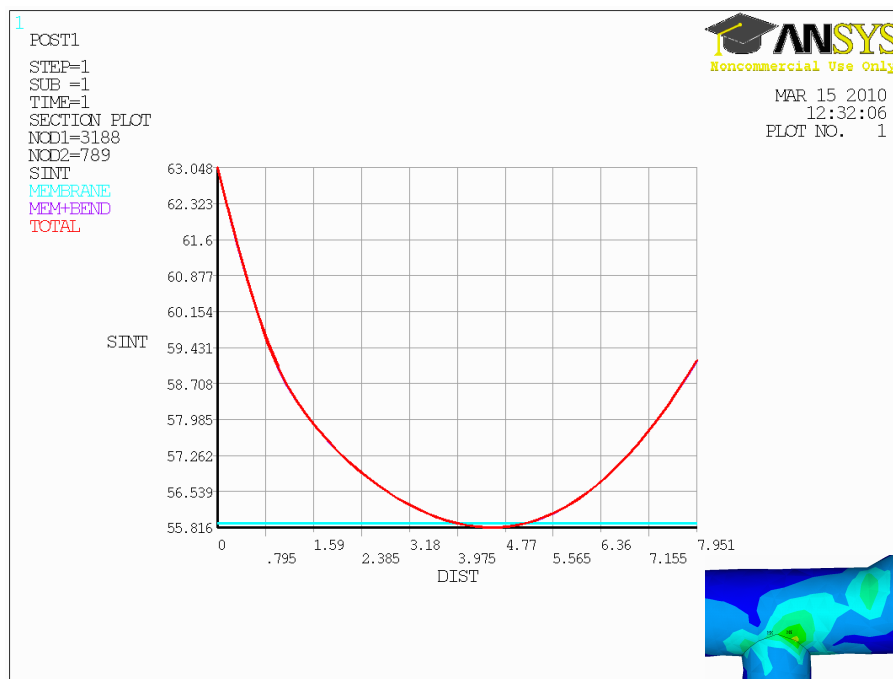 1
POST1
STEP=1
SUB =1
TIME=1
SECTION PLOT
NOD1=3188
NOD2=789
SINT
MEMBRANE
MEM+BEND
TOTAL
ANSYS
Noncommercial Use Only
MAR 15 2010
12:32:06
PLOT NO. 1
63.048
62.323
61.6
60.877
60.154
59.431
58.708
57.985
57.262
56.539
55.816
SINT
0
.795
1.59
2.385
3.18
3.975
4.77
5.565
6.36
7.155
7.951
DIST